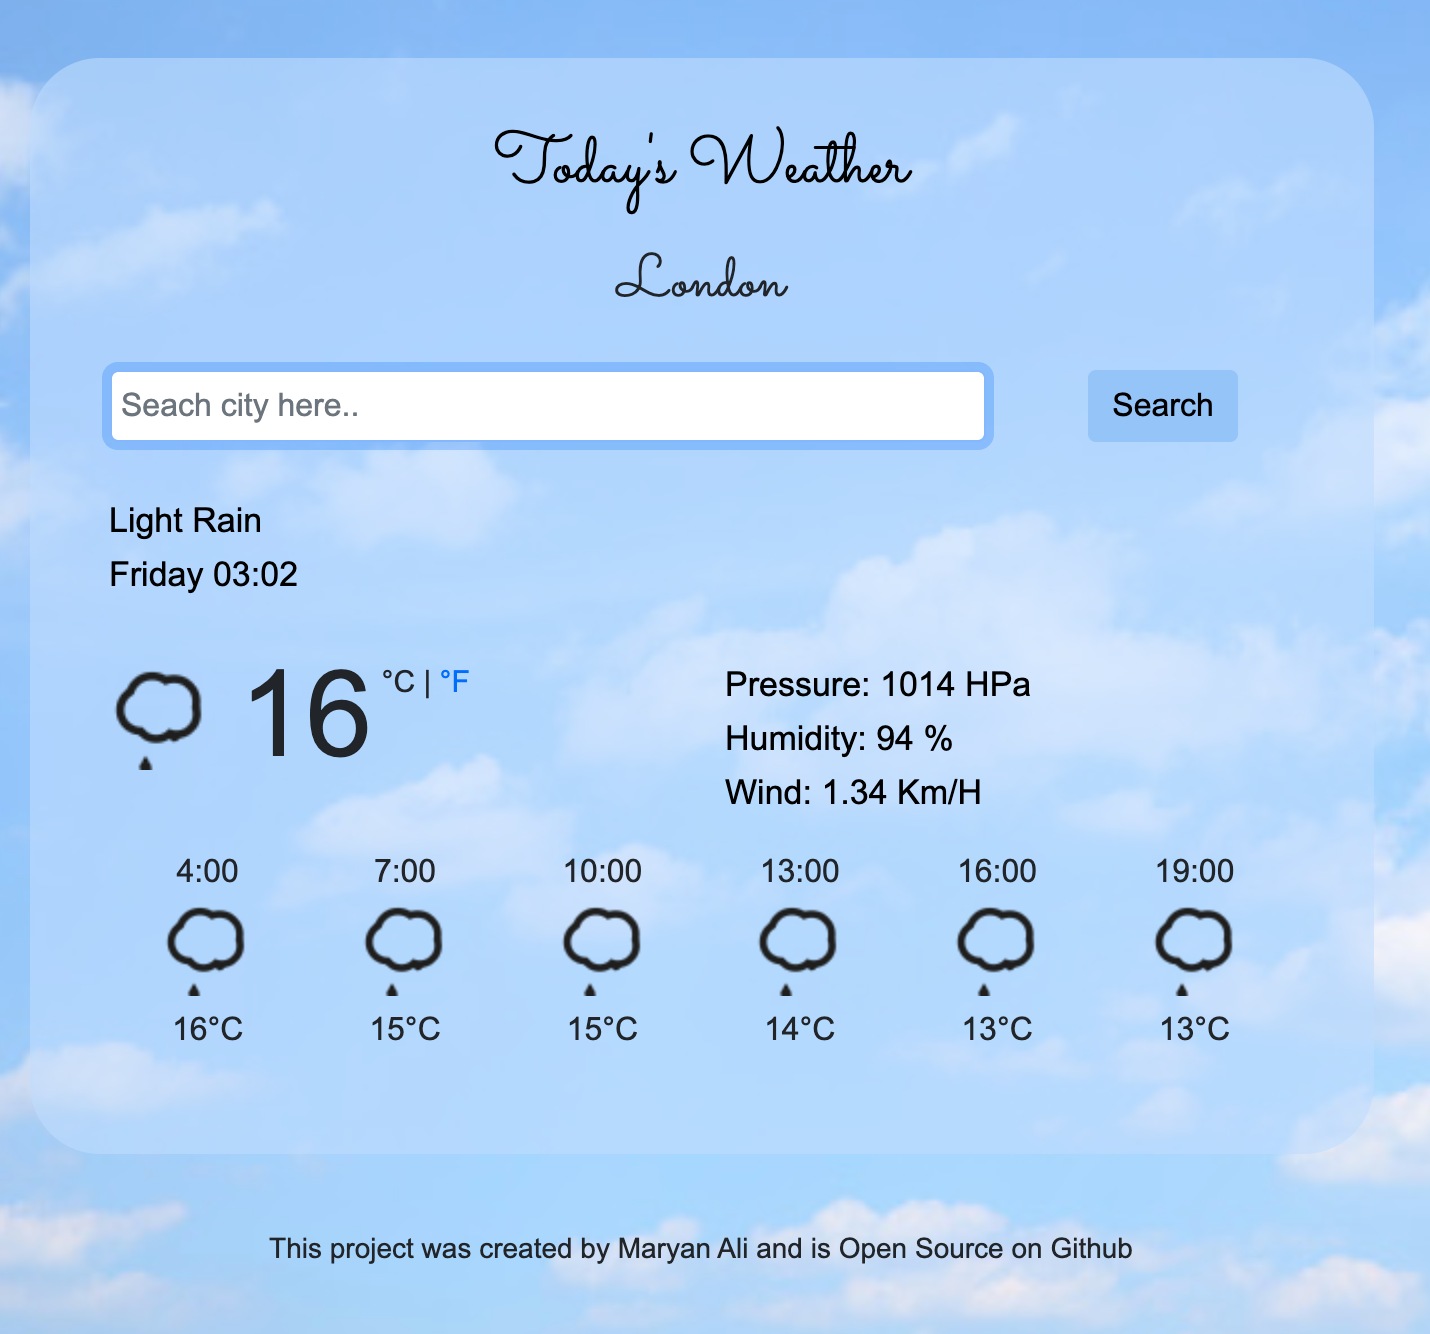 Today's Weather
London
Seach city here..
Search
Light Rain
Friday 03:02
16 °C | °F
Pressure: 1014 HPa
Humidity: 94 %
Wind: 1.34 Km/H
4:00 7:00 10:00 13:00 16:00 19:00
16°C 15°C 15°C 14°C 13°C 13°C
This project was created by Maryan Ali and is Open Source on Github